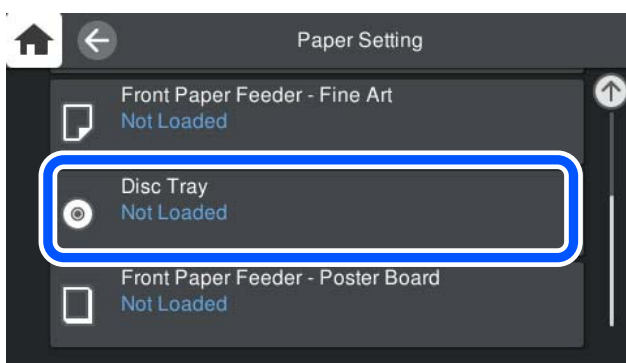 Paper Setting
Front Paper Feeder - Fine Art
Not Loaded
Disc Tray
Not Loaded
Front Paper Feeder - Poster Board
Not Loaded